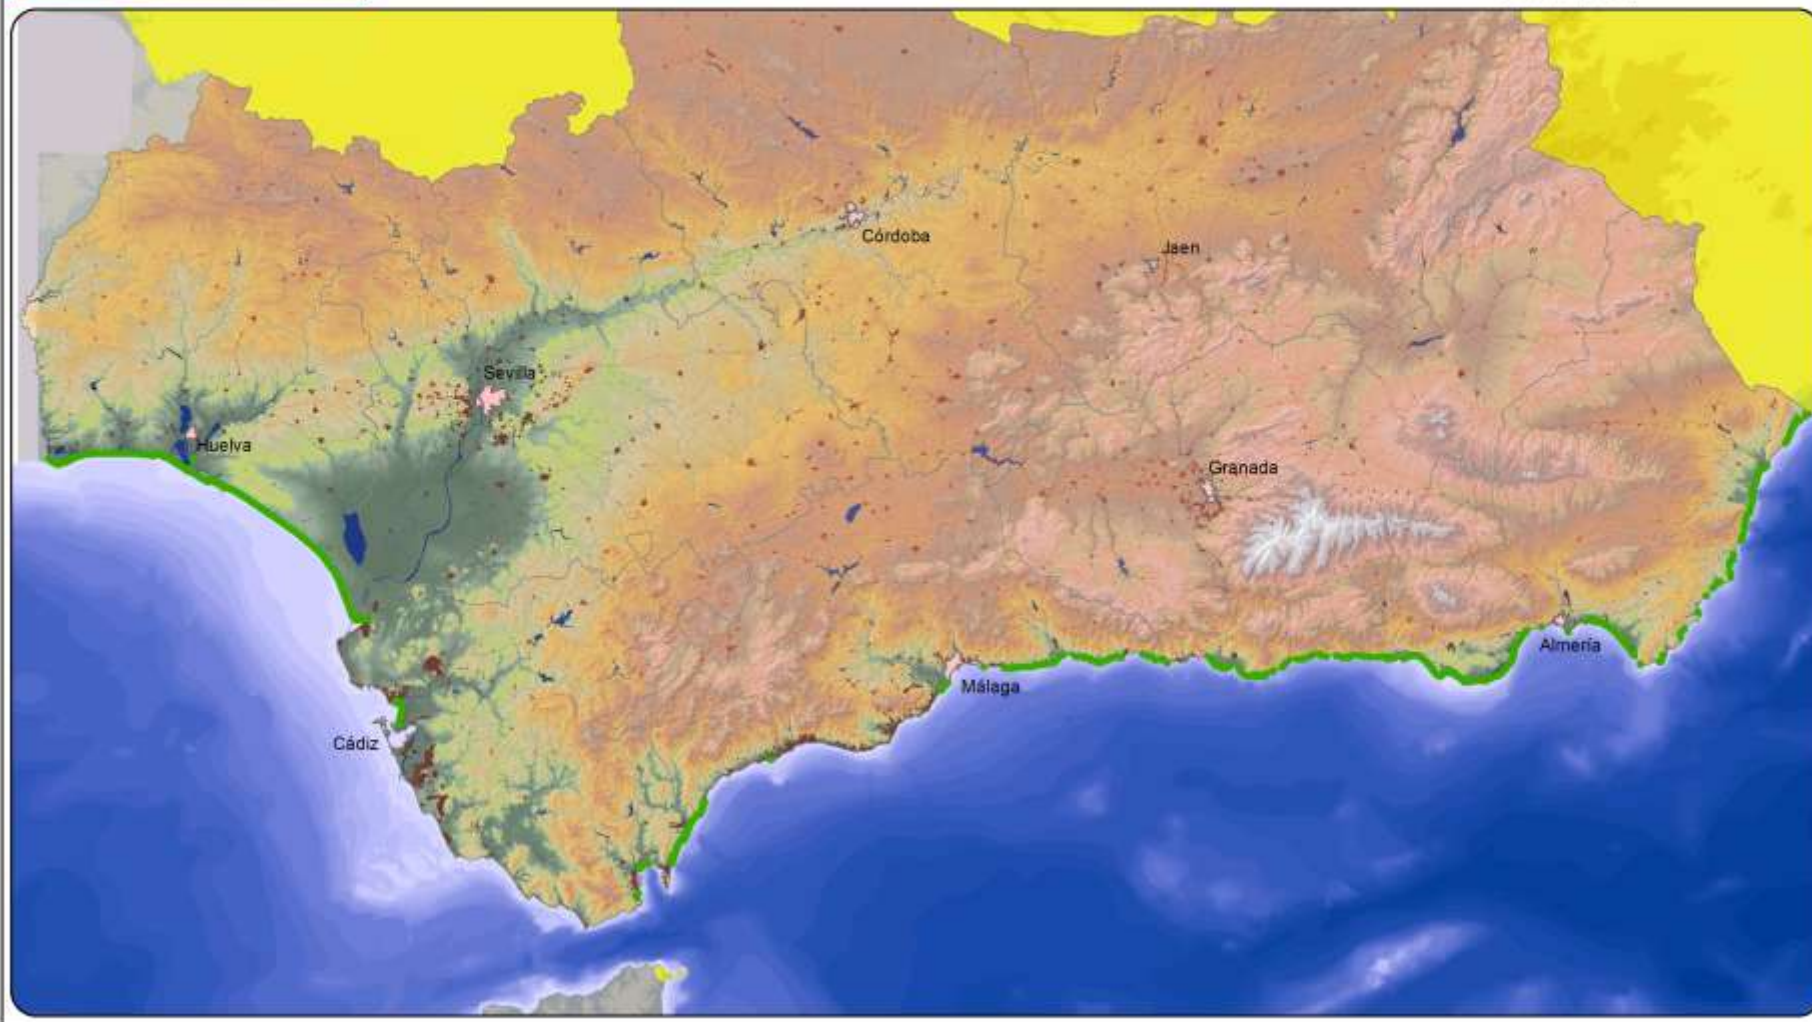 Córdoba
Jaen
Sevilla
Huelva
Granada
Almería
Málaga
Cádiz